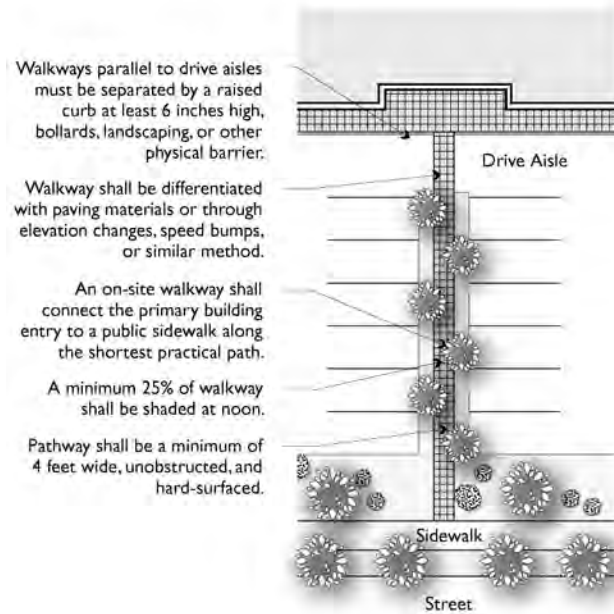 Walkways parallel to drive aisles
must be separated by a raised
curb at least 6 inches high,
bollards, landscaping, or other
physical barrier.
Drive Aisle
Walkway shall be differentiated
with paving materials or through
elevation changes, speed bumps,
or similar method.
An on-site walkway shall
connect the primary building
entry to a public sidewalk along
the shortest practical path.
A minimum 25% of walkway
shall be shaded at noon.
Pathway shall be a minimum of
4 feet wide, unobstructed, and
hard-surfaced.
Sidewalk
Street